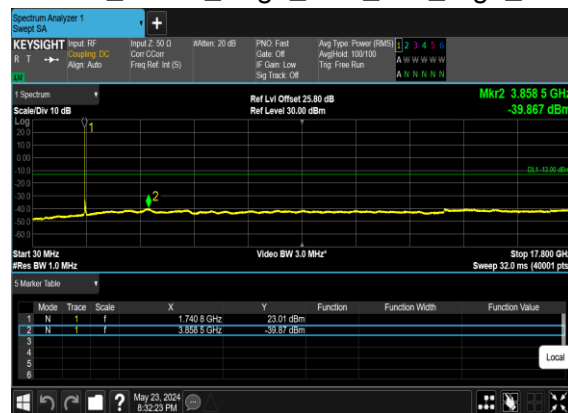 Spectrum Analyzer 1
Swept SA
+
KEYSIGHT Input: RF Input Z: 50 Ω #Atten: 20 dB PNO: Fast Avg Type: Power (RMS) 1 2 3 4 5 6
R T Coupling: DC Corr CCorr Gate: Off Avg|Hold: 100/100 A W W W W W
Align: Auto Freq Ref: Int (S) IF Gain: Low Trig: Free Run
LM Sig Track: Off A N N N N N
1 Spectrum Ref Lvl Offset 25.80 dB Mkr2 3.858 5 GHz
Scale/Div 10 dB Ref Level 30.00 dBm -39.867 dBm
Log
1
20.0
10.0
0.00
-10.0 DL1 -13.00 dBm
-20.0
-30.0
2
-40.0
-50.0
-60.0
Start 30 MHz Video BW 3.0 MHz* Stop 17.800 GHz
#Res BW 1.0 MHz Sweep 32.0 ms (40001 pts)
5 Marker Table
Mode Trace Scale X Y Function Function Width Function Value
1 N 1 f 1.740 8 GHz 23.01 dBm
2 N 1 f 3.858 5 GHz -39.87 dBm
3
4
5
6
Local
? May 23, 2024
8:32:23 PM